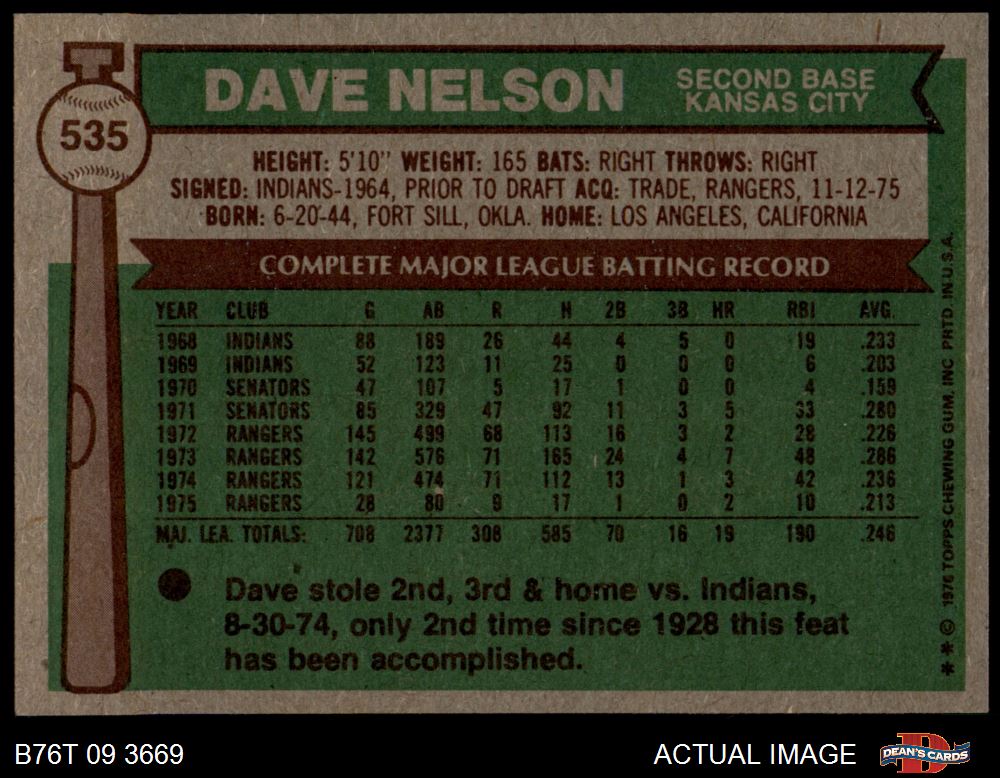 535
DAVE NELSON
SECOND BASE
KANSAS CITY
HEIGHT: 5'10" WEIGHT: 165 BATS: RIGHT THROWS: RIGHT
SIGNED: INDIANS-1964, PRIOR TO DRAFT ACQ: TRADE, RANGERS, 11-12-75
BORN: 6-20-44, FORT SILL, OKLA. HOME: LOS ANGELES, CALIFORNIA
COMPLETE MAJOR LEAGUE BATTING RECORD
YEAR CLUB G AB R H 2B 3B HR RBI AVG.
1968 INDIANS 88 189 26 44 4 5 0 19 .233
1969 INDIANS 52 123 11 25 0 0 0 6 .203
1970 SENATORS 47 107 5 17 1 0 0 4 .159
1971 SENATORS 85 329 47 92 11 3 5 33 .280
1972 RANGERS 145 499 68 113 16 3 2 28 .226
1973 RANGERS 142 576 71 165 24 4 7 48 .286
1974 RANGERS 121 474 71 112 13 1 3 42 .236
1975 RANGERS 28 80 9 17 1 0 2 10 .213
MAJ. LEA. TOTALS: 708 2377 308 585 70 16 19 190 .246
Dave stole 2nd, 3rd & home vs. Indians,
8-30-74, only 2nd time since 1928 this feat
has been accomplished.
* * © 1976 TOPPS CHEWING GUM, INC PRTD. IN U.S.A.
B76T 09 3669
ACTUAL IMAGE
D
DEAN'S CARDS